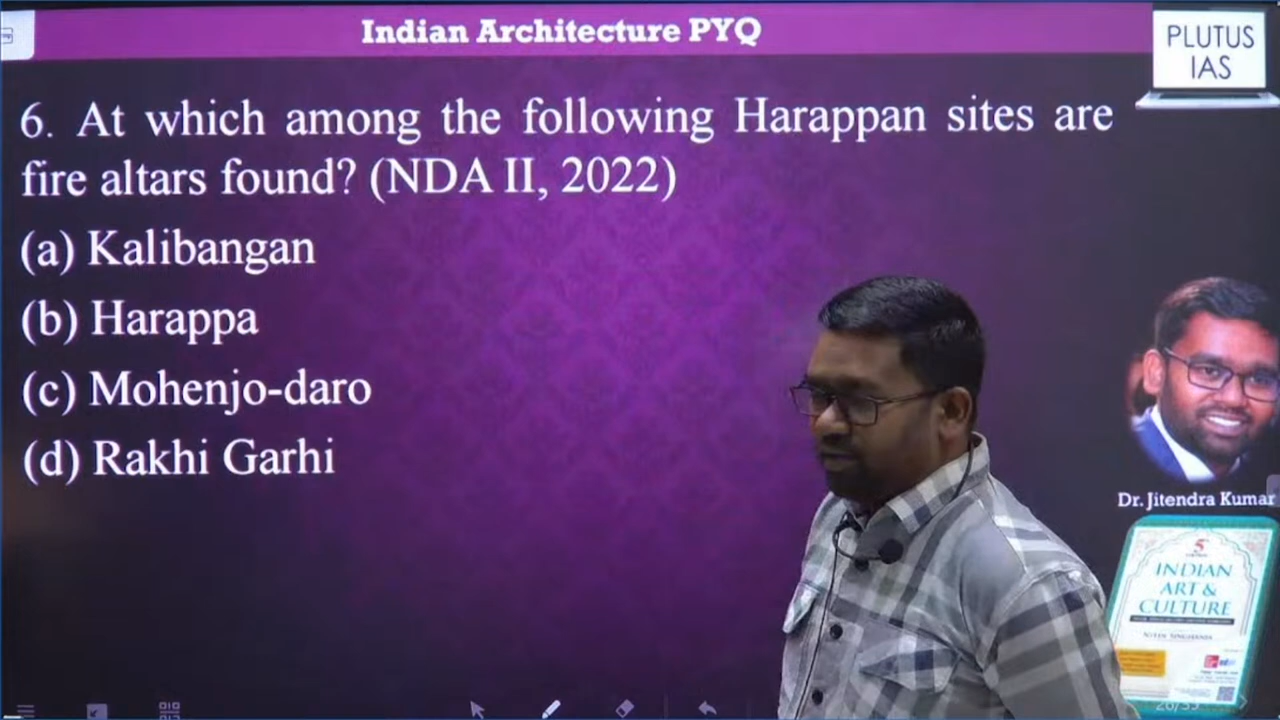 Indian Architecture PYQ
PLUTUS
IAS
6. At which among the following Harappan sites are
fire altars found? (NDA II, 2022)
(a) Kalibangan
(b) Harappa
(c) Mohenjo-daro
(d) Rakhi Garhi
Dr. Jitendra Kumar
5
INDIAN
ART &
CULTURE